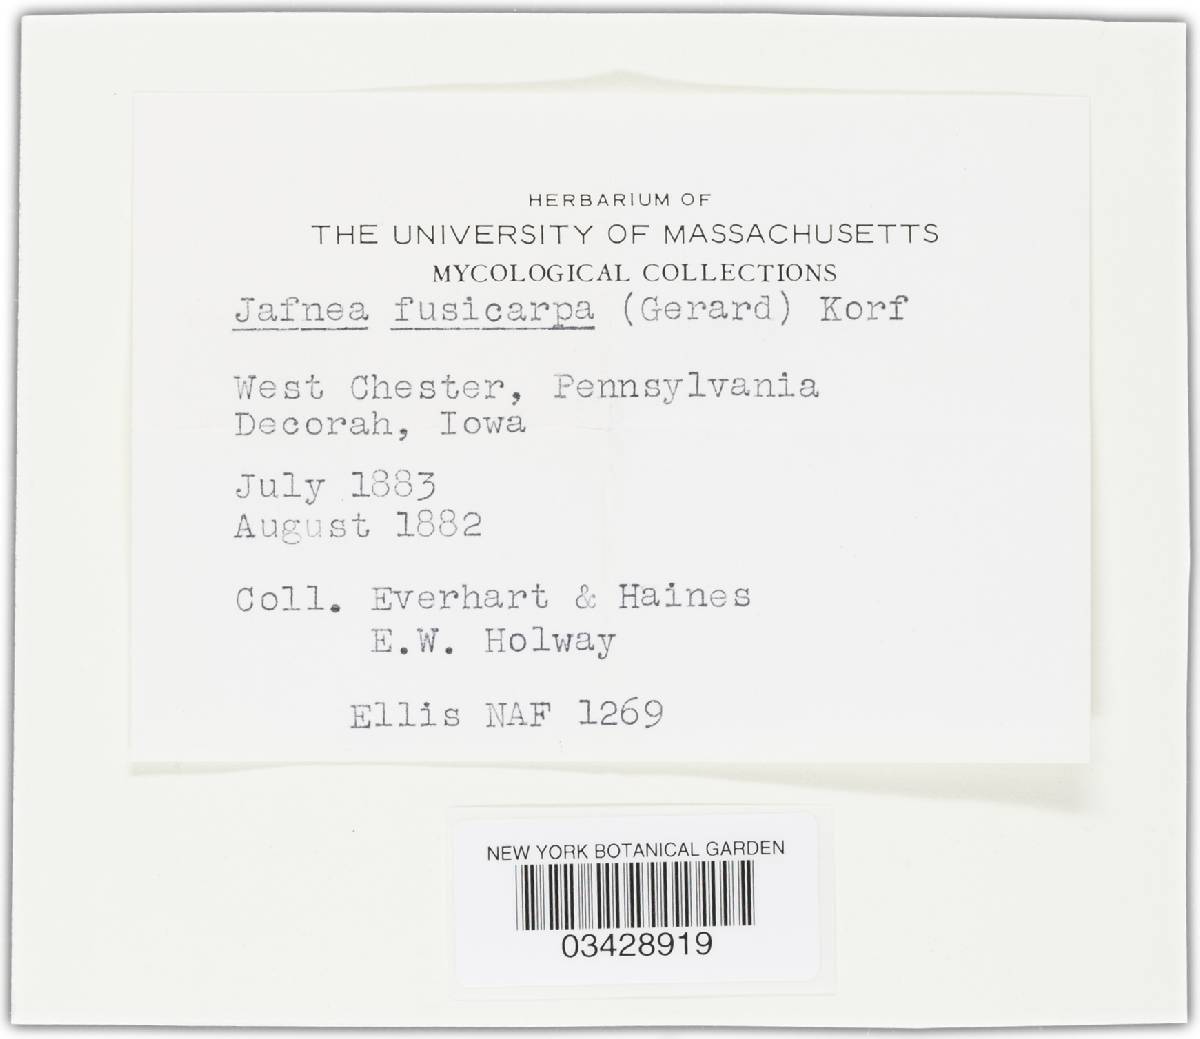 HERBARIUM OF
THE UNIVERSITY OF MASSACHUSETTS
MYCOLOGICAL COLLECTIONS
Jafnea fusicarpa (Gerard) Korf
West Chester, Pennsylvania
Decorah, Iowa
July 1883
August 1882
Coll. Everhart & Haines
E.W. Holway
Ellis NAF 1269
NEW YORK BOTANICAL GARDEN
03428919